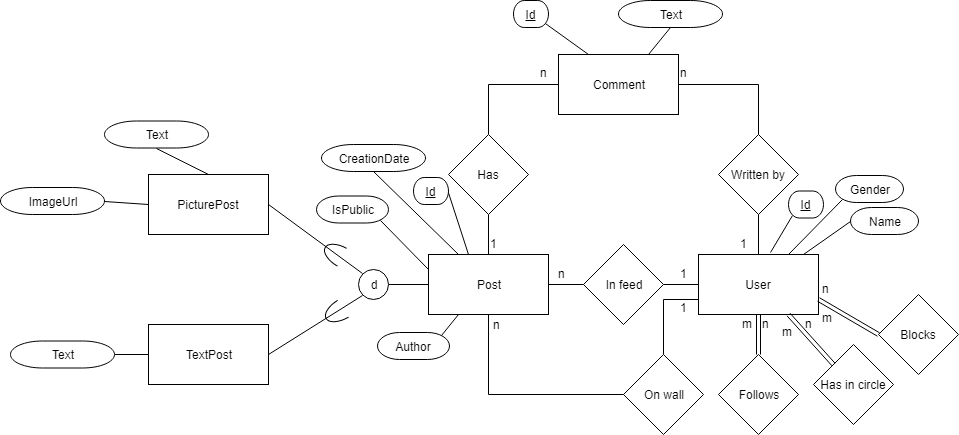 Id
Text
n
Comment
n
Text
CreationDate
Has
Written by
Id
Gender
ImageUrl
PicturePost
IsPublic
Id
Name
1
1
n
1
d
Post
In feed
User
n
1
m
n
m
n
m
n
Blocks
Text
TextPost
Author
On wall
Follows
Has in circle